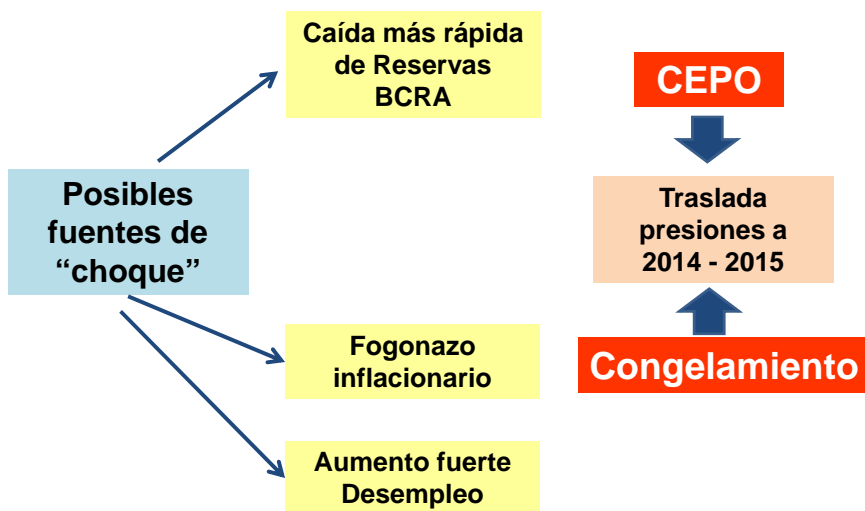 Caída más rápida
de Reservas
BCRA
CEPO
Posibles
fuentes de
“choque”
Traslada
presiones a
2014 - 2015
Fogonazo
inflacionario
Congelamiento
Aumento fuerte
Desempleo